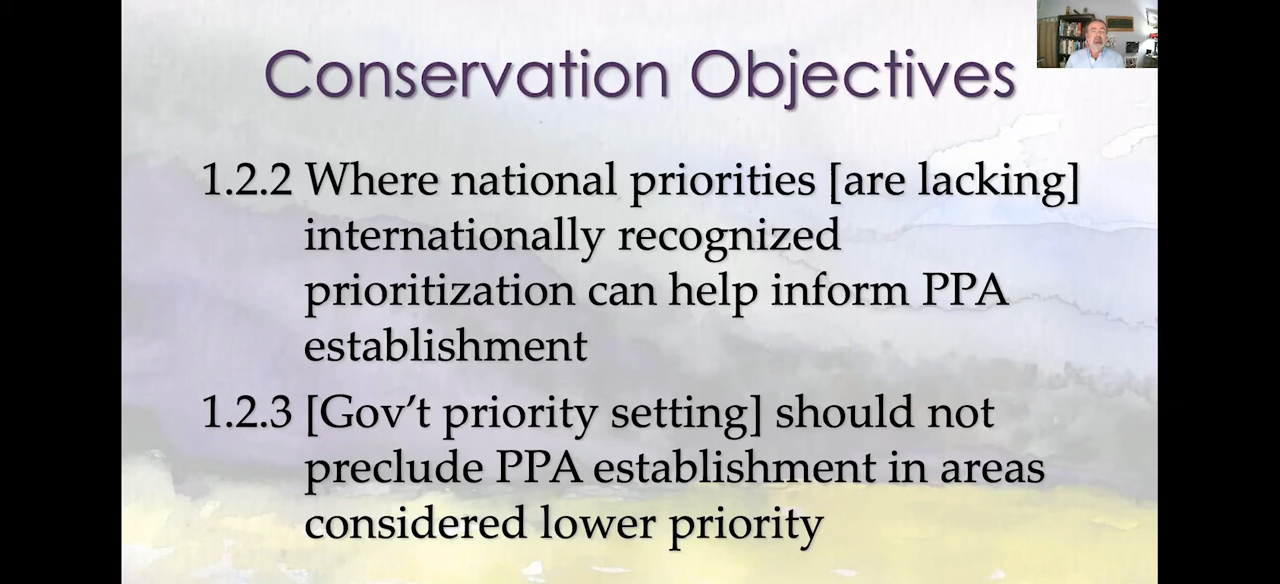 Conservation Objectives
1.2.2 Where national priorities [are lacking]
internationally recognized
prioritization can help inform PPA
establishment
1.2.3 [Gov’t priority setting] should not
preclude PPA establishment in areas
considered lower priority